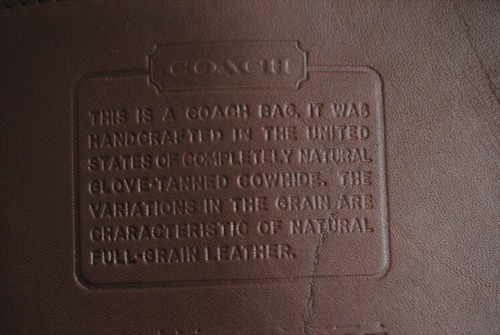 COACH
THIS IS A COACH BAG. IT WAS
HANDCRAFTED IN THE UNITED
STATES OF COMPLETELY NATURAL
GLOVE-TANNED COWHIDE. THE
VARIATIONS IN THE GRAIN ARE
CHARACTERISTIC OF NATURAL
FULL-GRAIN LEATHER.